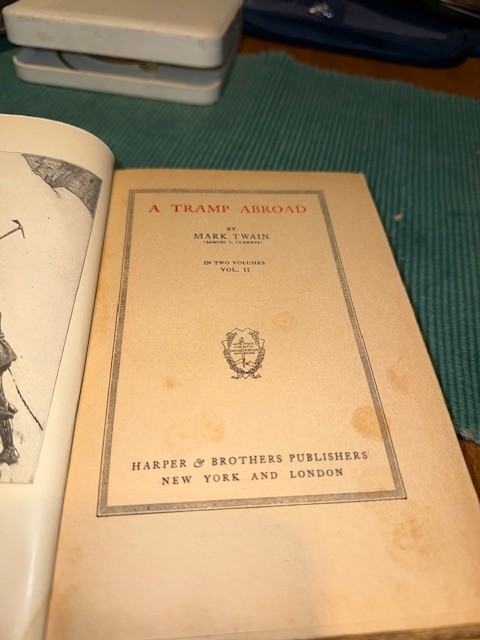 A TRAMP ABROAD
BY
MARK TWAIN
(SAMUEL L. CLEMENS)
IN TWO VOLUMES
VOL. II
HARPER & BROTHERS PUBLISHERS
NEW YORK AND LONDON